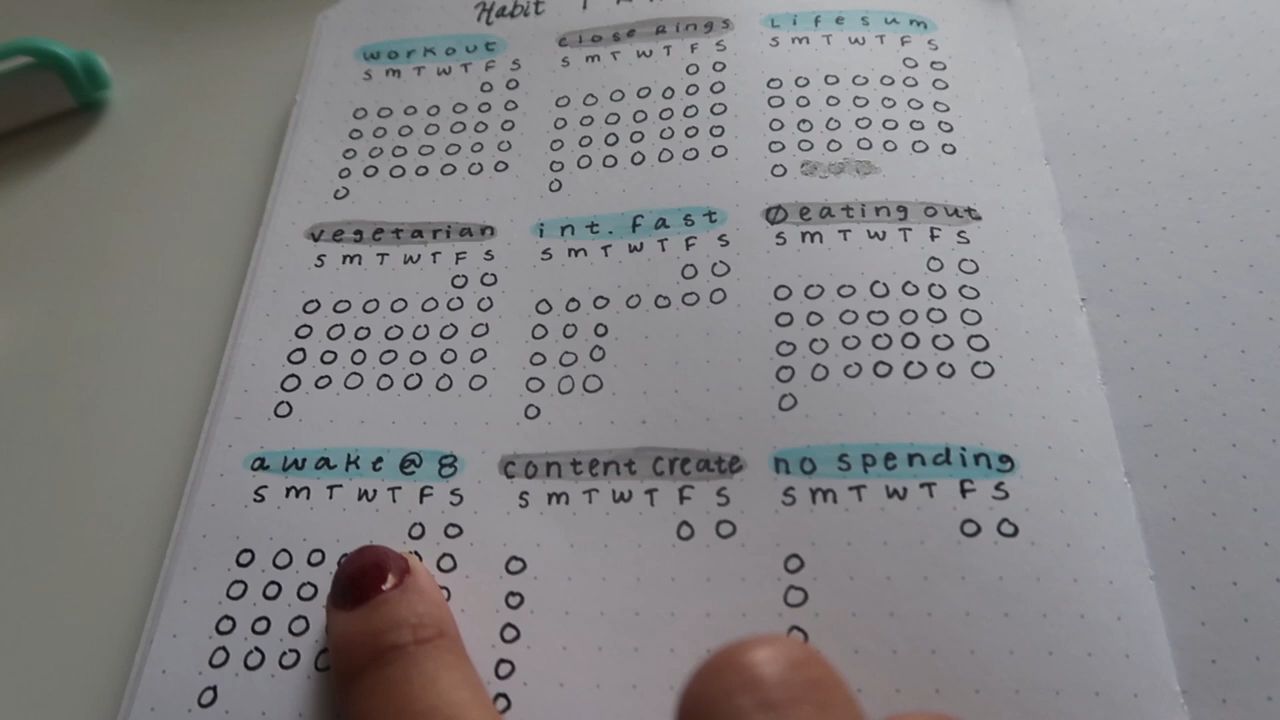 Habit
workout
S M T W T F S
close Rings
S M T W T F S
Lifesum
S M T W T F S
vegetarian
S M T W T F S
int. fast
S M T W T F S
Ø eating out
S M T W T F S
awake @ 8
S M T W T F S
content create
S M T W T F S
no spending
S M T W T F S